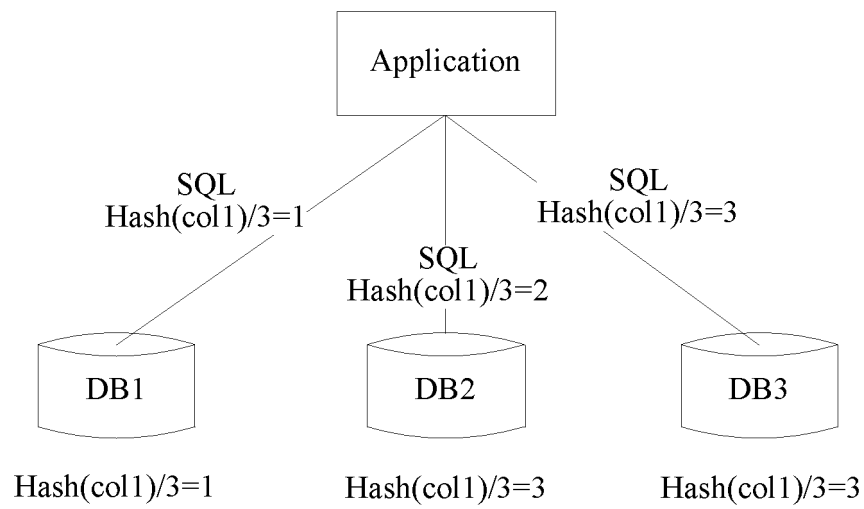 Application
SQL
Hash(col1)/3=1
SQL
Hash(col1)/3=2
SQL
Hash(col1)/3=3
DB1
DB2
DB3
Hash(col1)/3=1
Hash(col1)/3=3
Hash(col1)/3=3